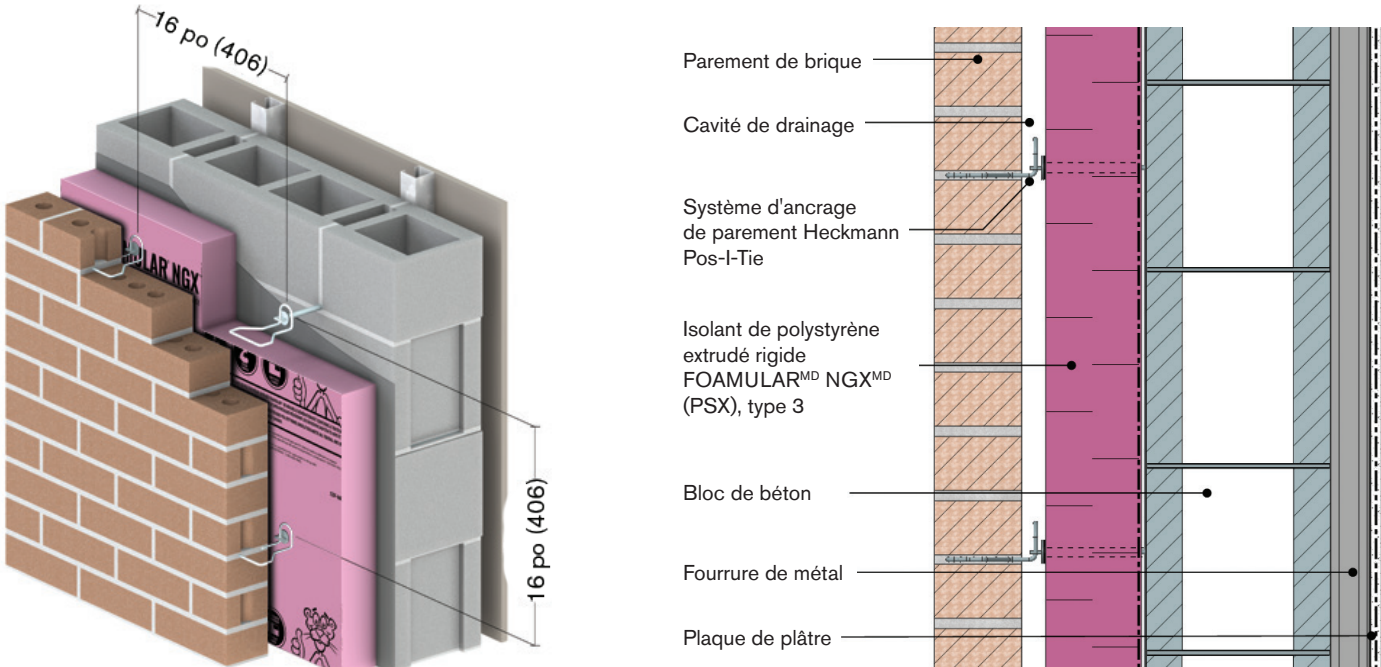 16 po (406)
MULAR NGX
16 po (406)
Parement de brique
Cavité de drainage
Système d'ancrage
de parement Heckmann
Pos-I-Tie
Isolant de polystyrène
extrudé rigide
FOAMULARᴹᴰ NGXᴹᴰ
(PSX), type 3
Bloc de béton
Fourrure de métal
Plaque de plâtre